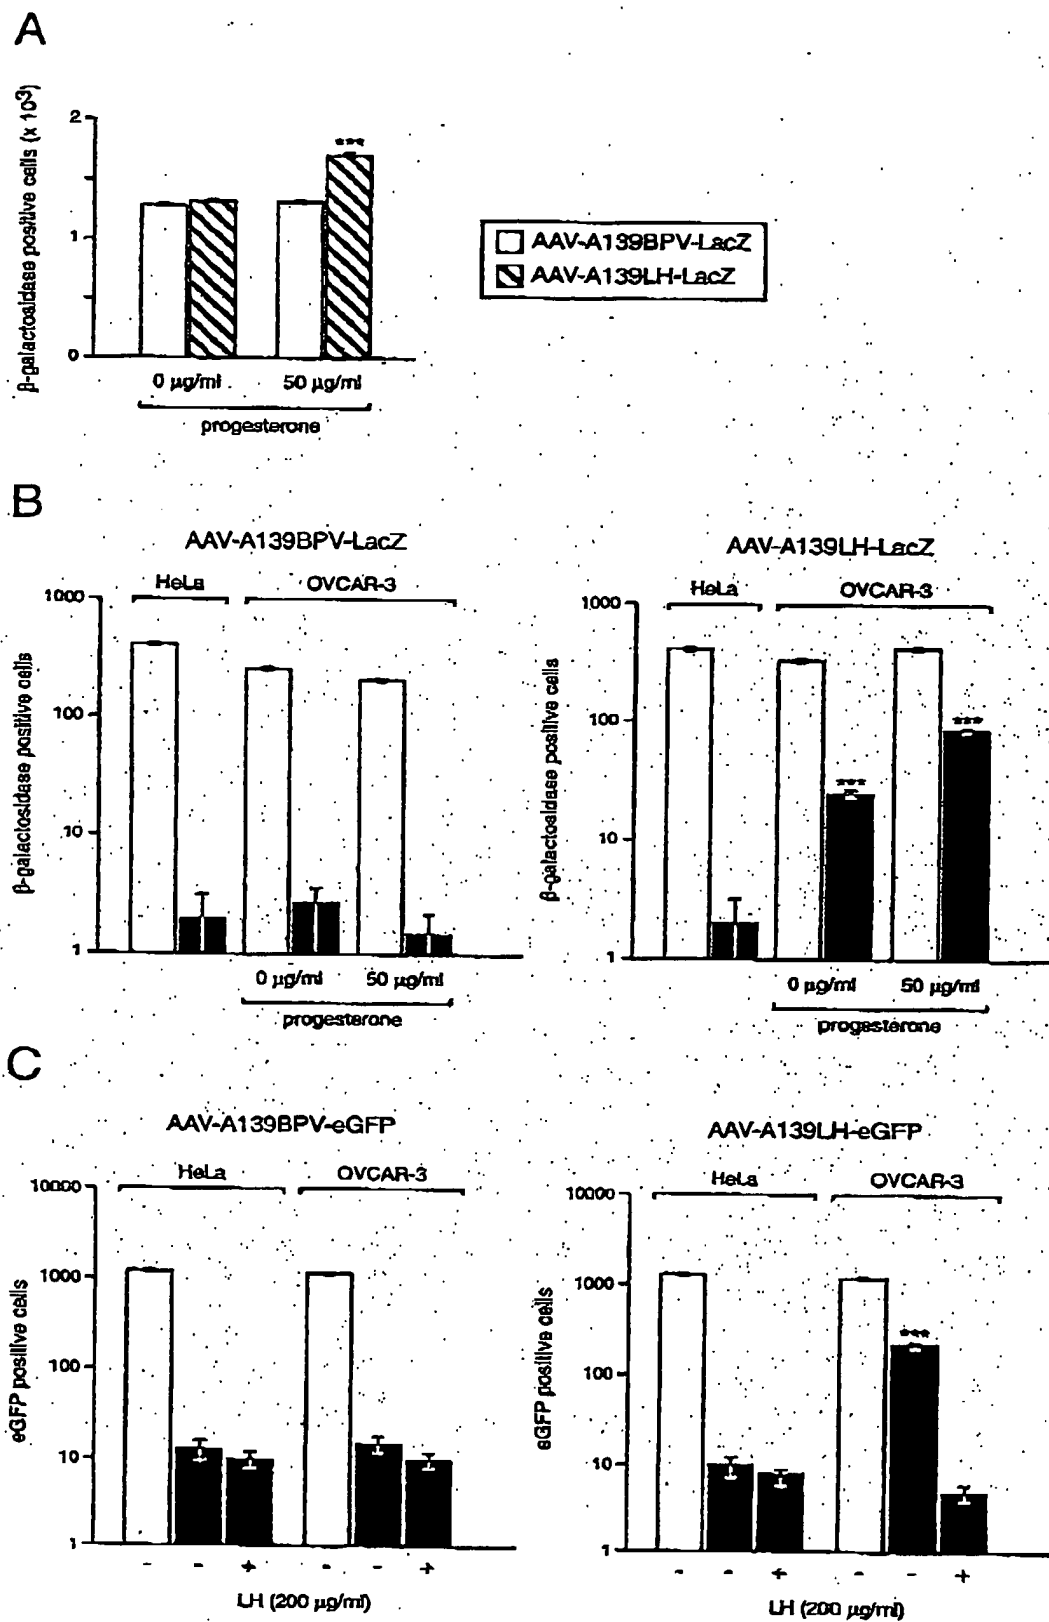 A
β-galactosidase positive cells (x 10³)
2
1
0
***
0 µg/ml
50 µg/ml
progesterone
AAV-A139BPV-LacZ
AAV-A139LH-LacZ
B
AAV-A139BPV-LacZ
HeLa
OVCAR-3
β-galactosidase positive cells
1000
100
10
1
0 µg/ml
50 µg/ml
progesterone
AAV-A139LH-LacZ
HeLa
OVCAR-3
β-galactosidase positive cells
1000
100
10
1
***
***
0 µg/ml
50 µg/ml
progesterone
C
AAV-A139BPV-eGFP
HeLa
OVCAR-3
eGFP positive cells
10000
1000
100
10
1
- - + - - +
LH (200 µg/ml)
AAV-A139LH-eGFP
HeLa
OVCAR-3
eGFP positive cells
10000
1000
100
10
1
***
- - + - - +
LH (200 µg/ml)